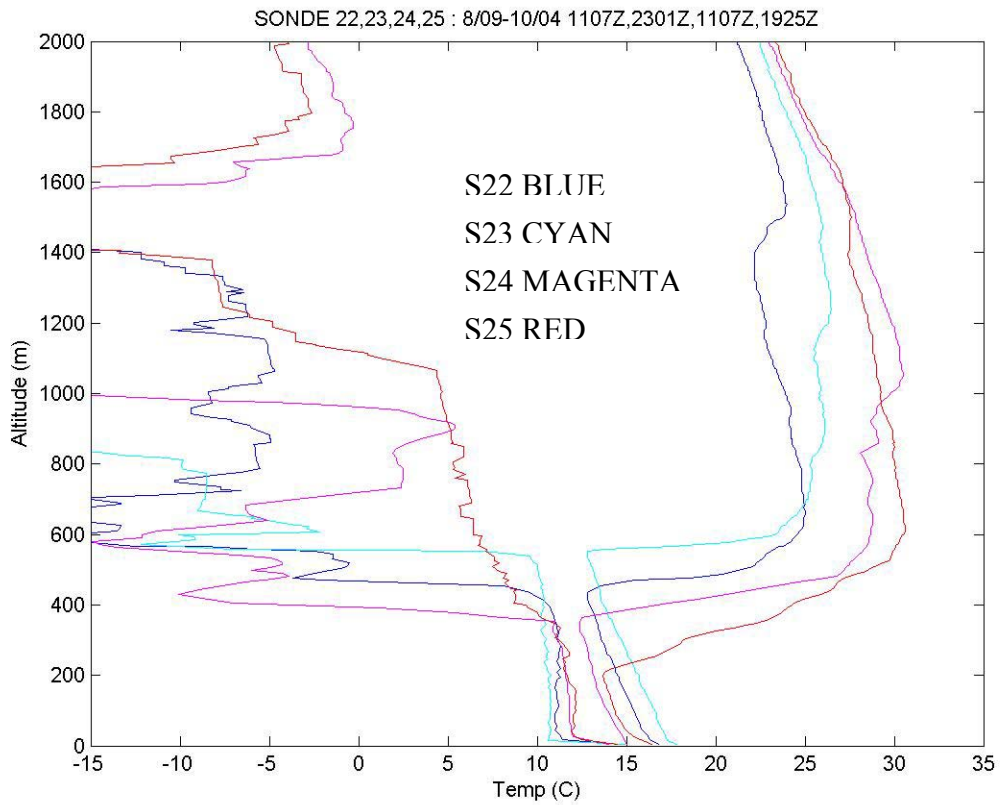 SONDE 22,23,24,25 : 8/09-10/04 1107Z,2301Z,1107Z,1925Z
2000
1800
1600
1400
1200
1000
800
600
400
200
0
Altitude (m)
S22 BLUE
S23 CYAN
S24 MAGENTA
S25 RED
-15 -10 -5 0 5 10 15 20 25 30 35
Temp (C)